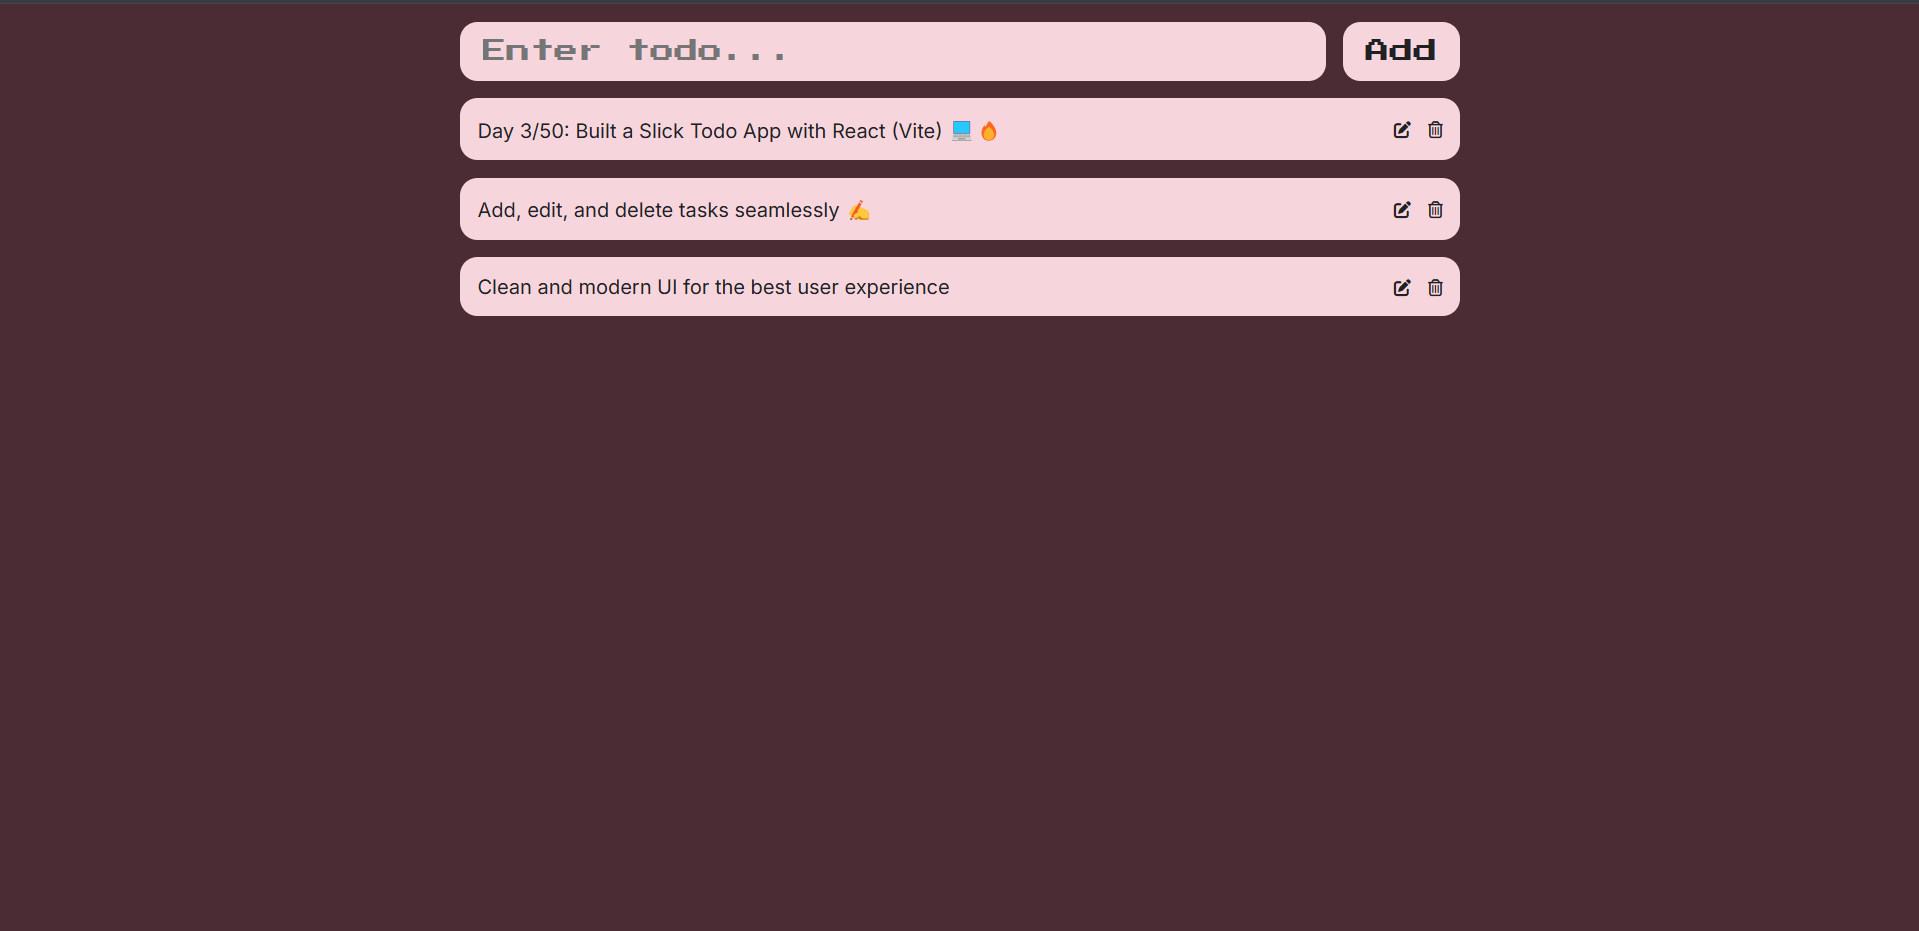 Enter todo...
Add
Day 3/50: Built a Slick Todo App with React (Vite) 💻 🔥
Add, edit, and delete tasks seamlessly ✍️
Clean and modern UI for the best user experience